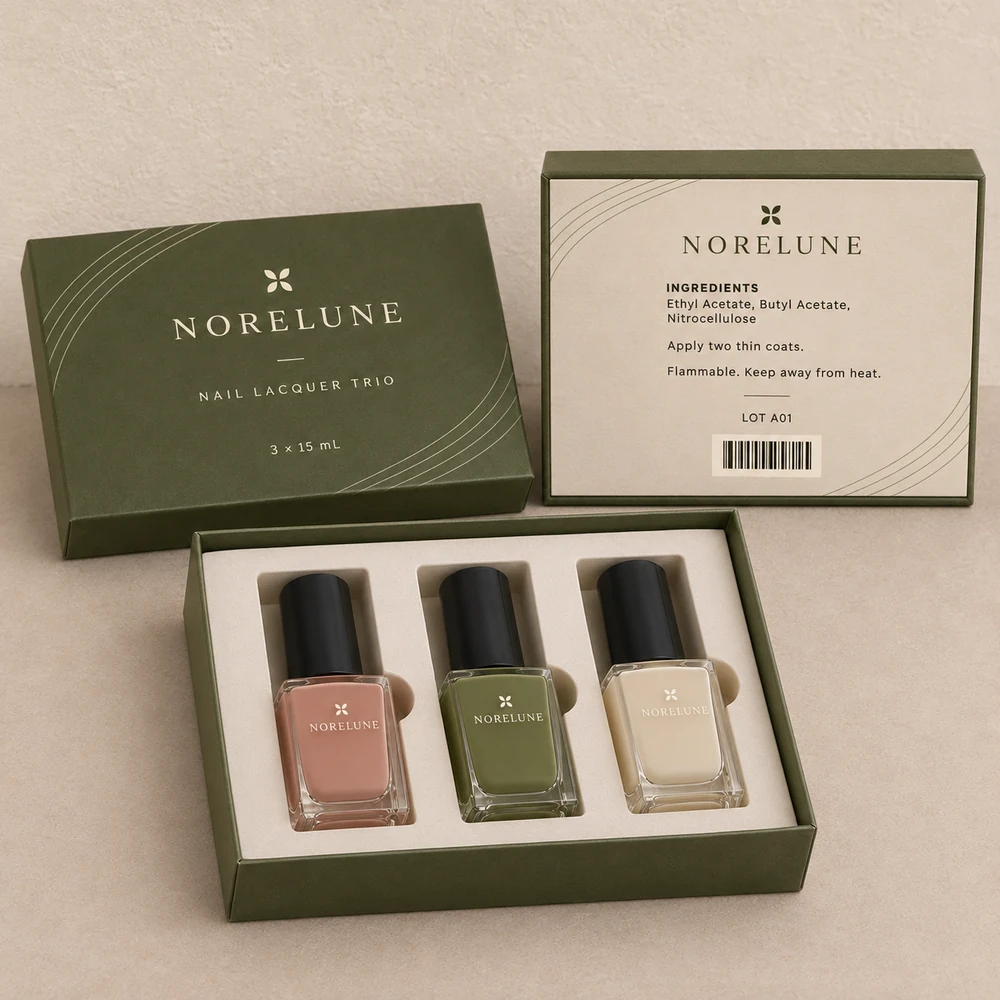 NORELUNE
NAIL LACQUER TRIO
3 × 15 mL
NORELUNE
INGREDIENTS
Ethyl Acetate, Butyl Acetate,
Nitrocellulose
Apply two thin coats.
Flammable. Keep away from heat.
LOT A01
NORELUNE
NORELUNE
NORELUNE